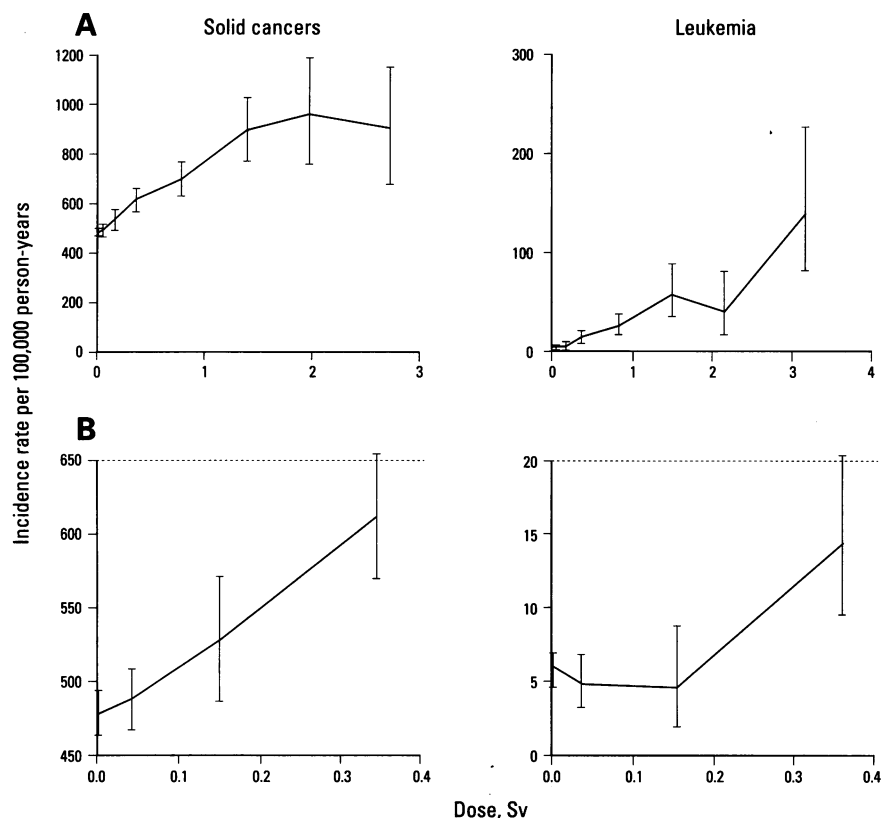 A
Solid cancers
Leukemia
1200
1000
800
600
400
200
0
0 1 2 3
300
200
100
0
0 1 2 3 4
Incidence rate per 100,000 person-years
B
650
600
550
500
450
0.0 0.1 0.2 0.3 0.4
20
15
10
5
0
0.0 0.1 0.2 0.3 0.4
Dose, Sv